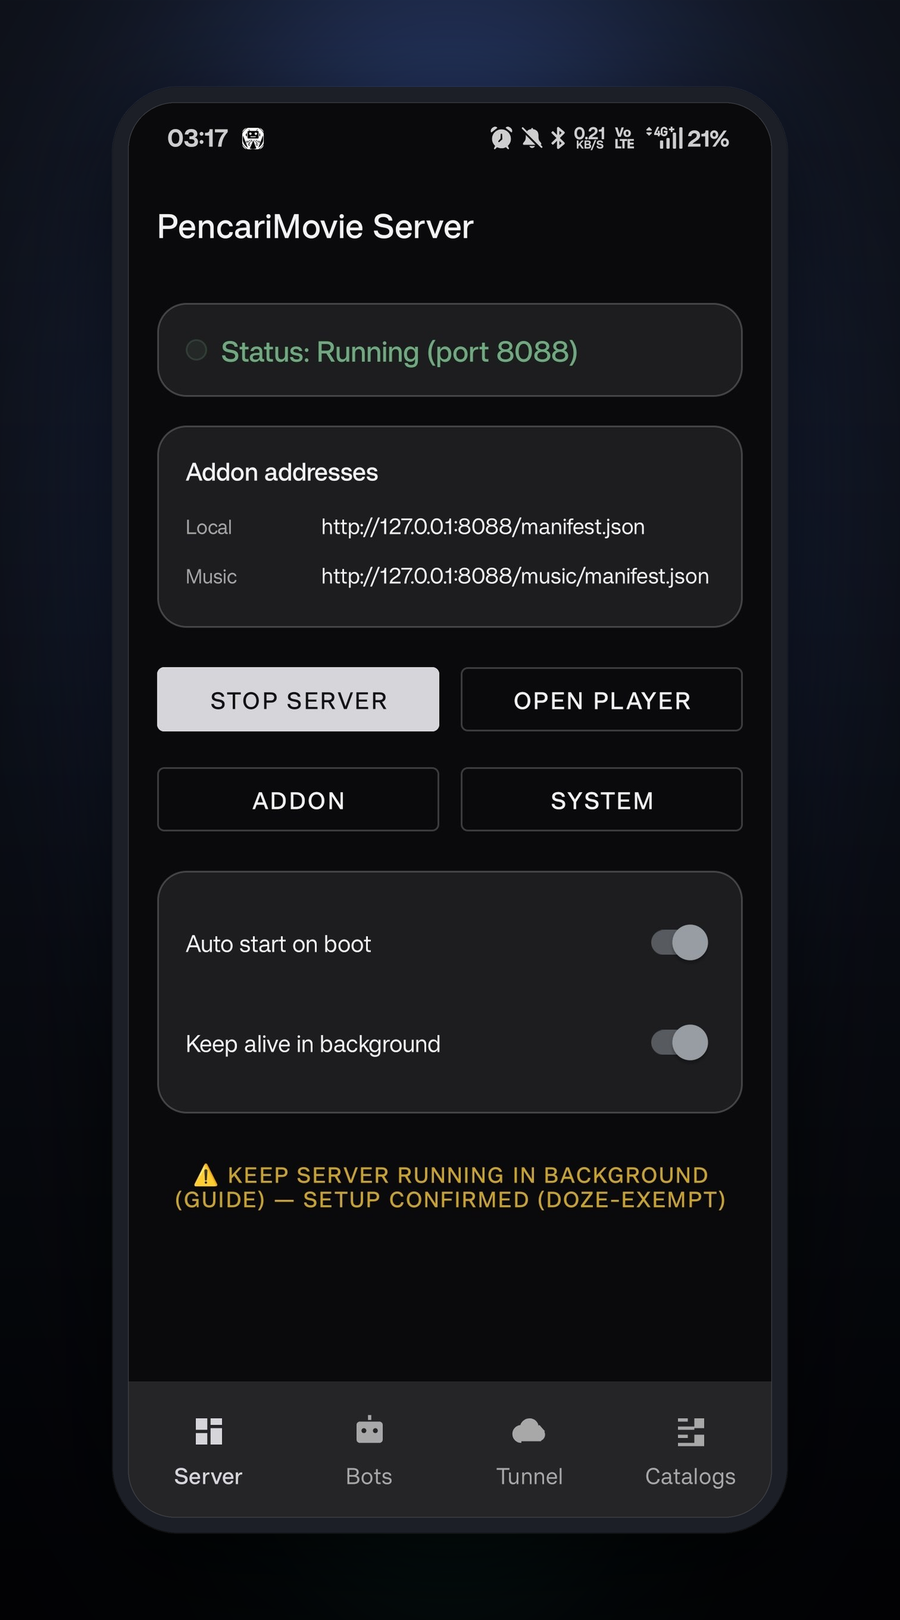 03:17
0.21 KB/S Vo LTE 4G+ 21%
PencariMovie Server
Status: Running (port 8088)
Addon addresses
Local http://127.0.0.1:8088/manifest.json
Music http://127.0.0.1:8088/music/manifest.json
STOP SERVER OPEN PLAYER
ADDON SYSTEM
Auto start on boot
Keep alive in background
⚠️ KEEP SERVER RUNNING IN BACKGROUND
(GUIDE) — SETUP CONFIRMED (DOZE-EXEMPT)
Server Bots Tunnel Catalogs